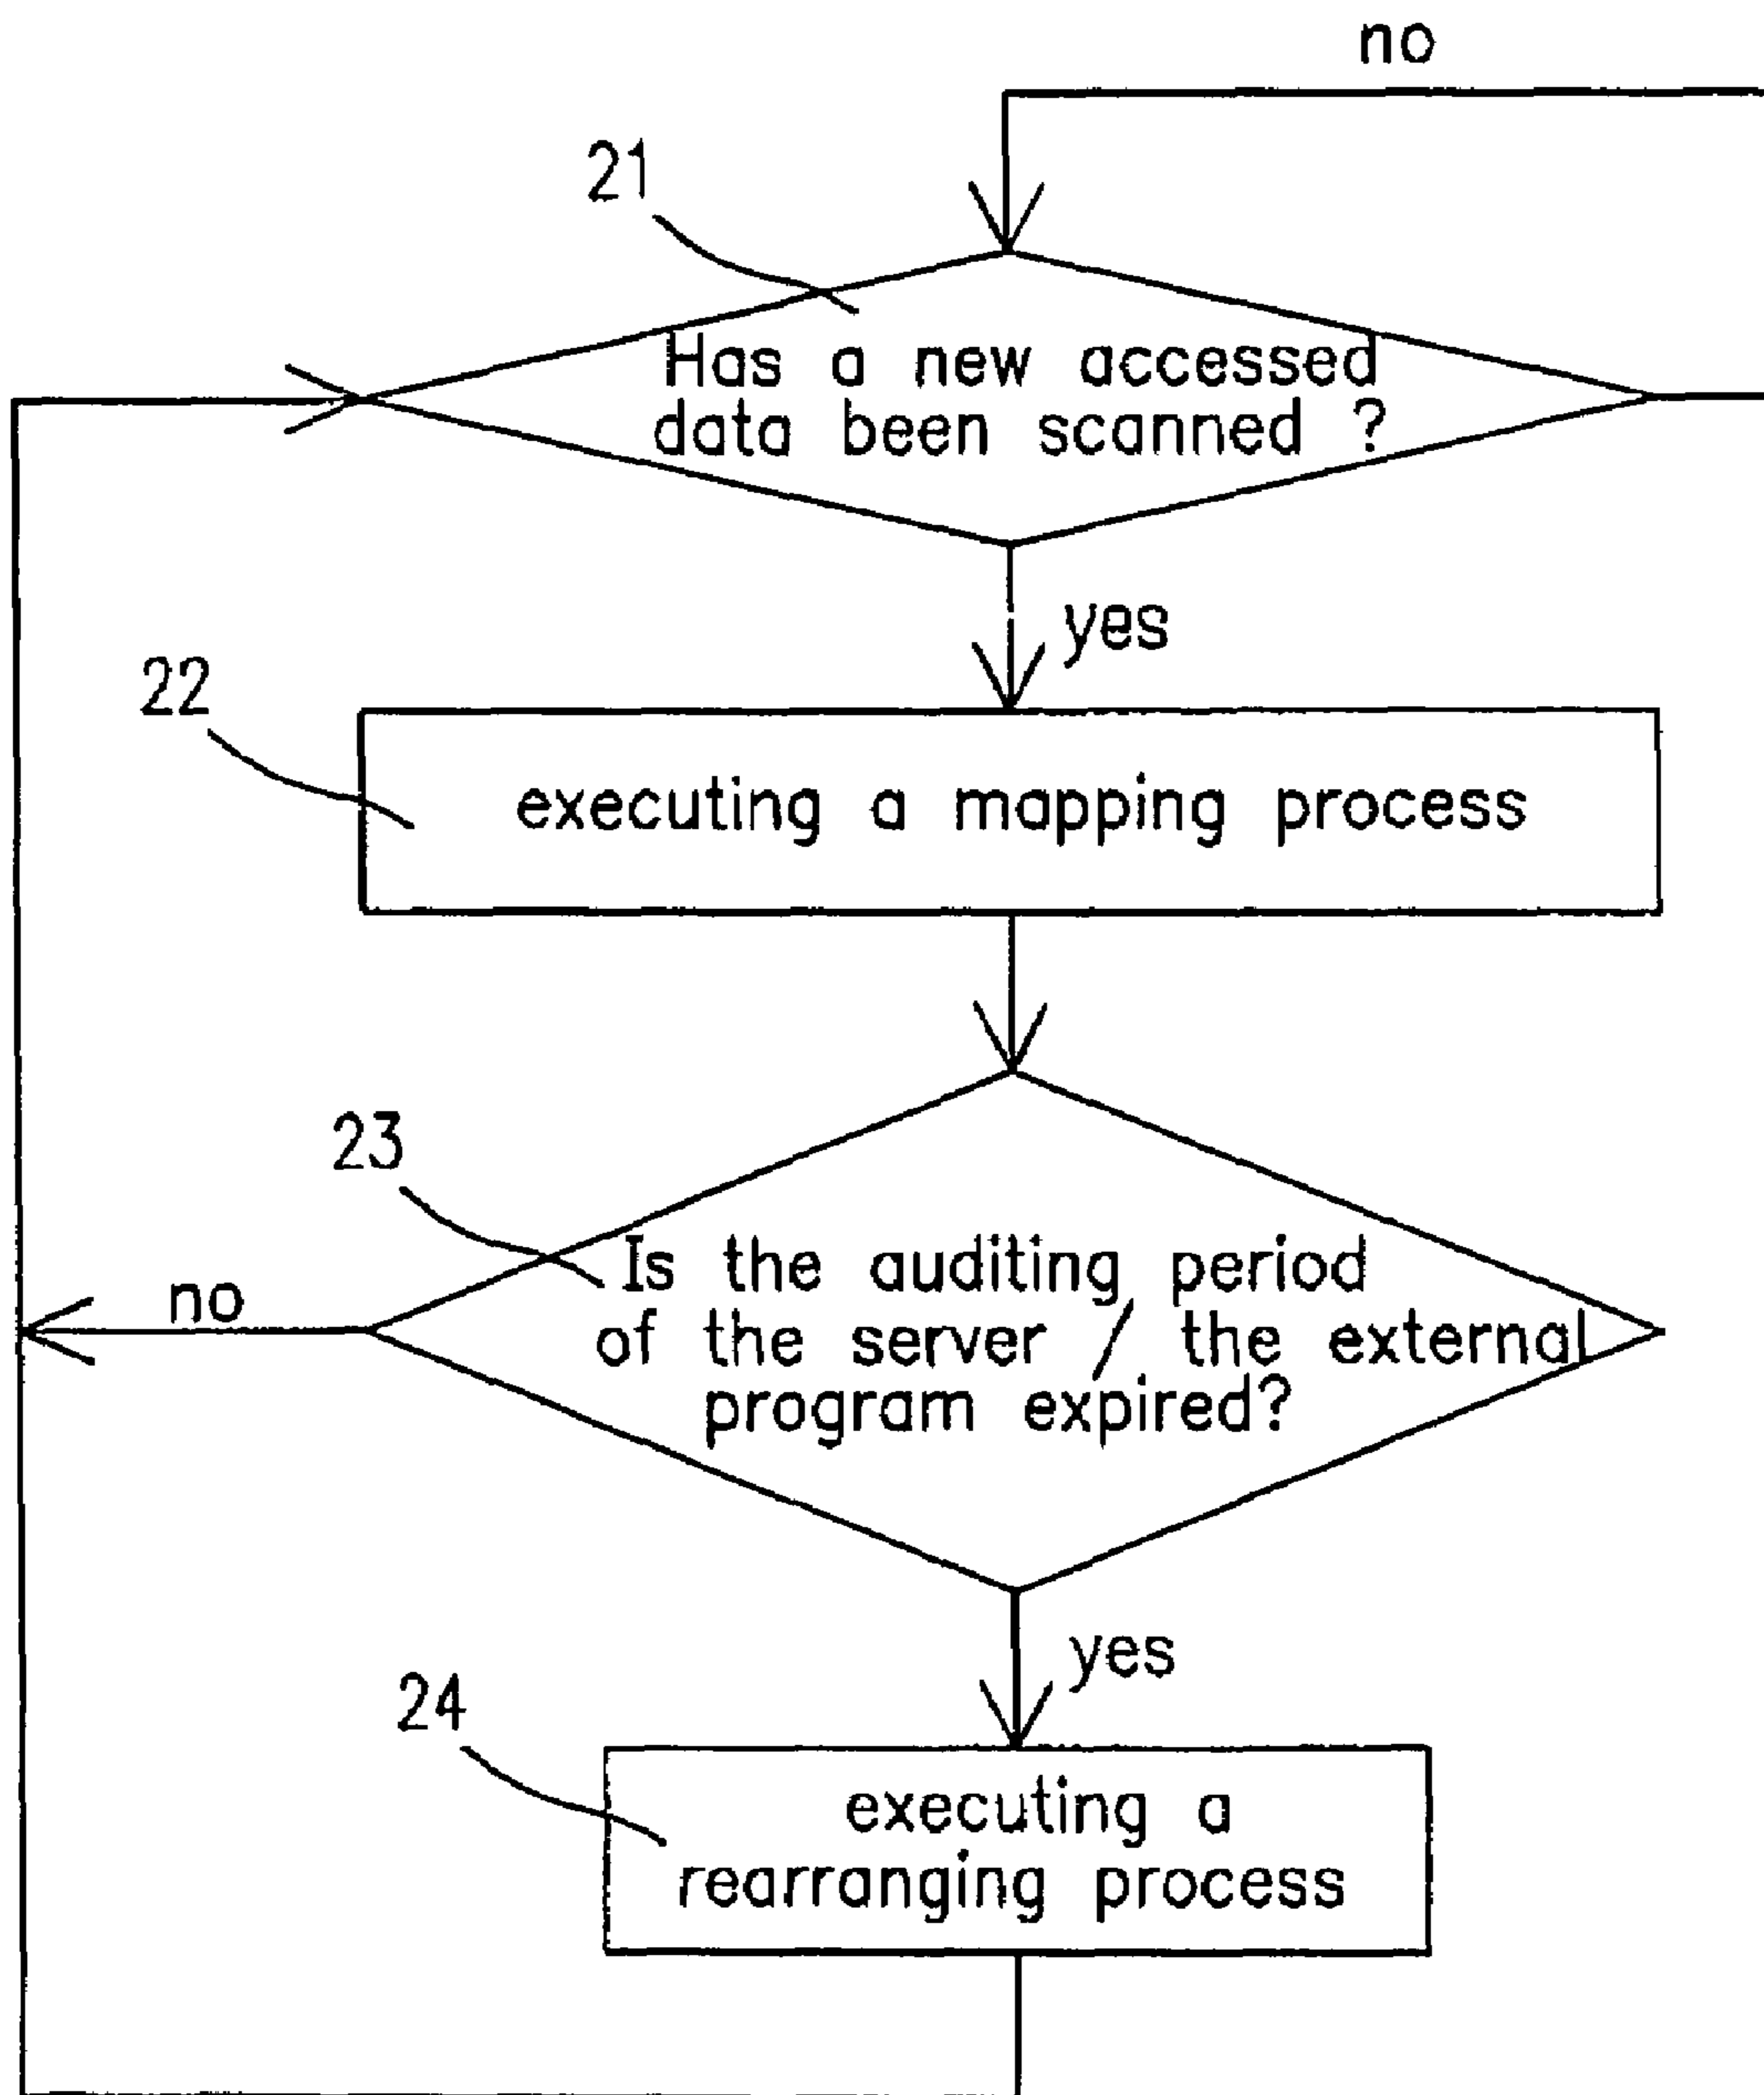 no
21
Has a new accessed
data been scanned ?
yes
22
executing a mapping process
23
Is the auditing period
of the server / the external
program expired?
no
yes
24
executing a
rearranging process